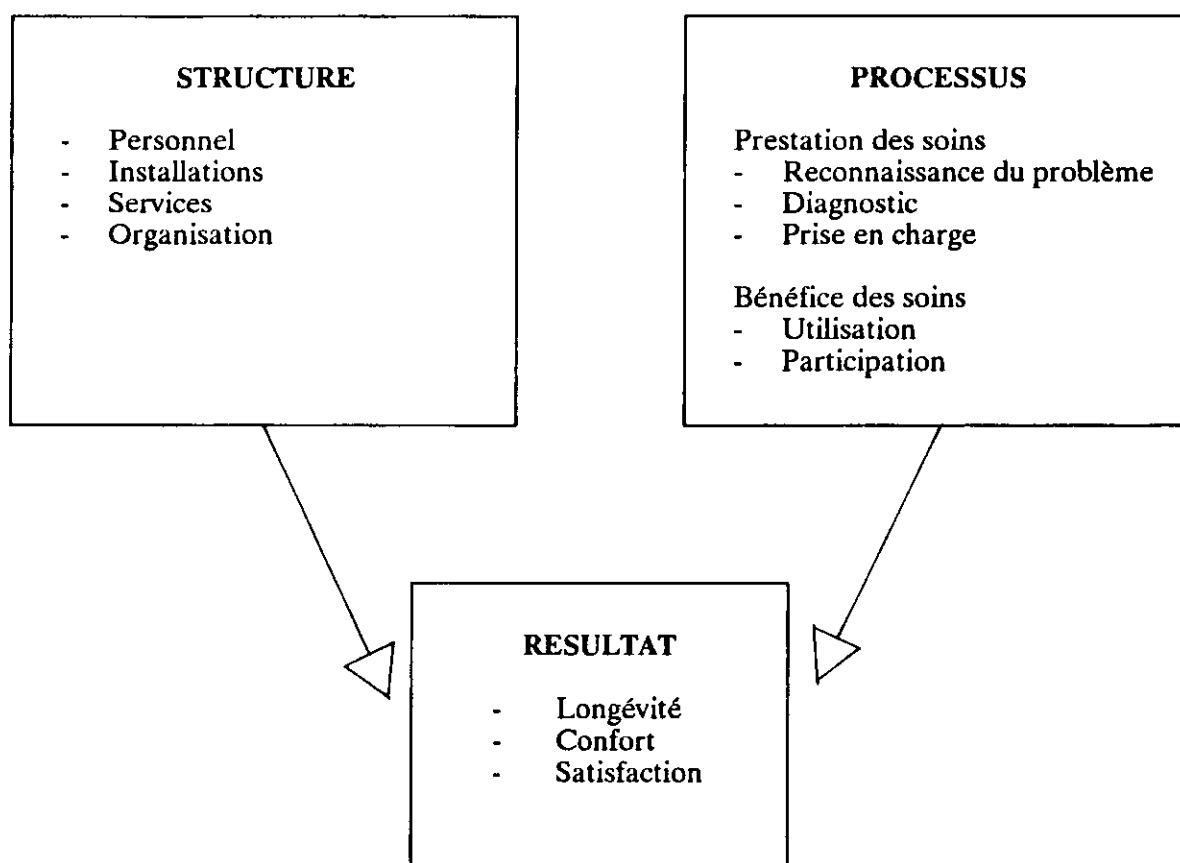 STRUCTURE
- Personnel
- Installations
- Services
- Organisation
PROCESSUS
Prestation des soins
- Reconnaissance du problème
- Diagnostic
- Prise en charge
Bénéfice des soins
- Utilisation
- Participation
RESULTAT
- Longévité
- Confort
- Satisfaction